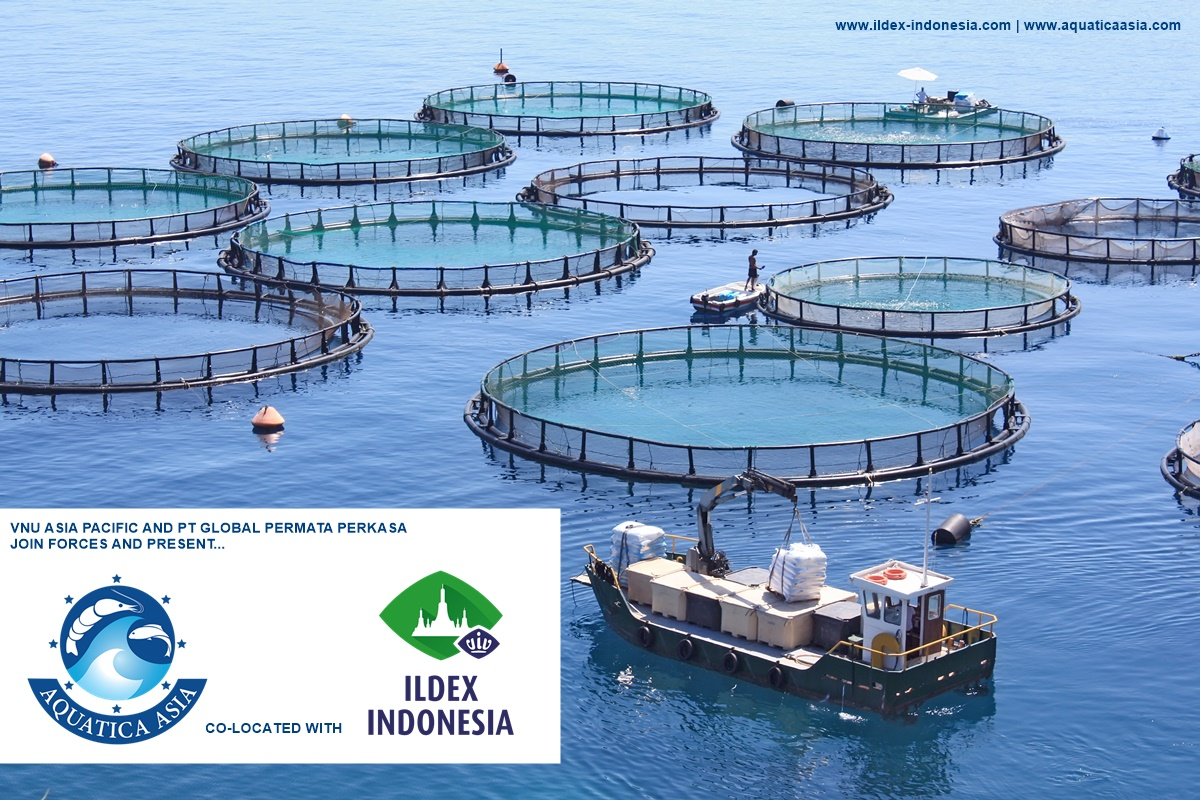 www.ildex-indonesia.com | www.aquaticaasia.com
VNU ASIA PACIFIC AND PT GLOBAL PERMATA PERKASA
JOIN FORCES AND PRESENT...
AQUATICA ASIA
CO-LOCATED WITH
viv
ILDEX
INDONESIA